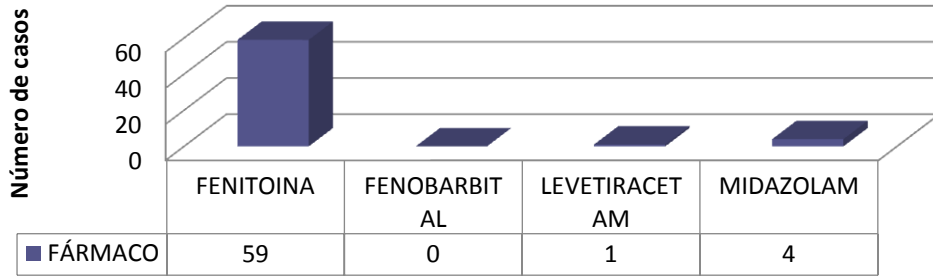 Número de casos
60
40
20
0
FENITOINA FENOBARBIT LEVETIRACET MIDAZOLAM
AL AM
FÁRMACO 59 0 1 4